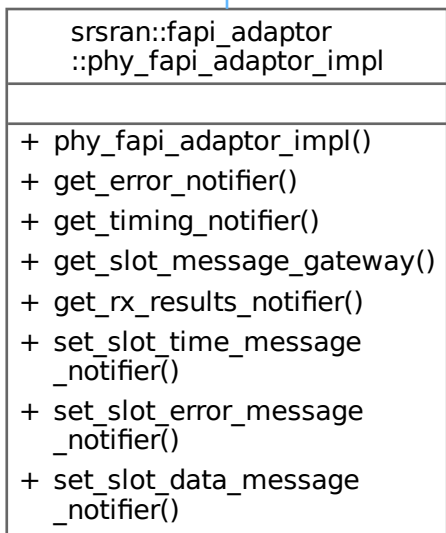 srsran::fapi_adaptor
::phy_fapi_adaptor_impl
+ phy_fapi_adaptor_impl()
+ get_error_notifier()
+ get_timing_notifier()
+ get_slot_message_gateway()
+ get_rx_results_notifier()
+ set_slot_time_message
_notifier()
+ set_slot_error_message
_notifier()
+ set_slot_data_message
_notifier()